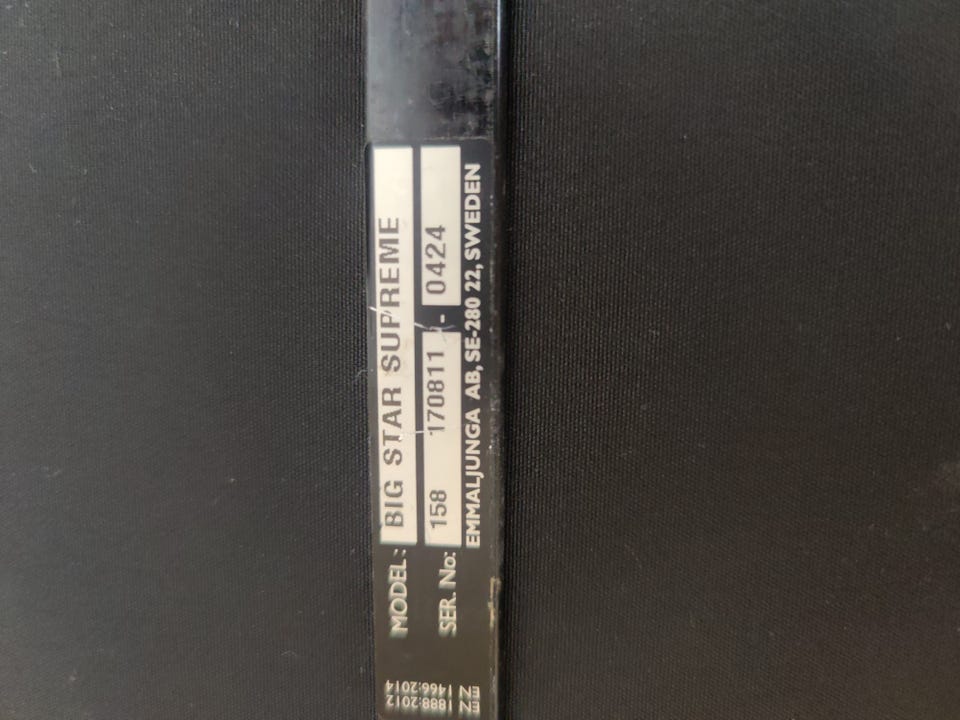 MODEL: BIG STAR SUPREME
SER. No: 158 170811 - 0424
EMMALJUNGA AB, SE-280 22, SWEDEN
EN 1888:2012
EN 1466:2014